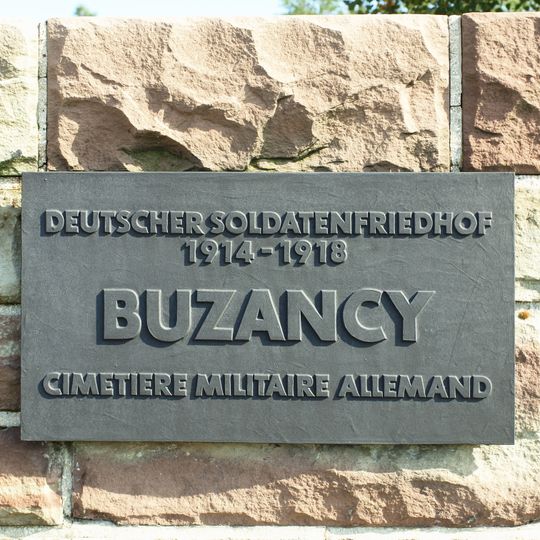 DEUTSCHER SOLDATENFRIEDHOF
1914-1918
BUZANCY
CIMETIERE MILITAIRE ALLEMAND